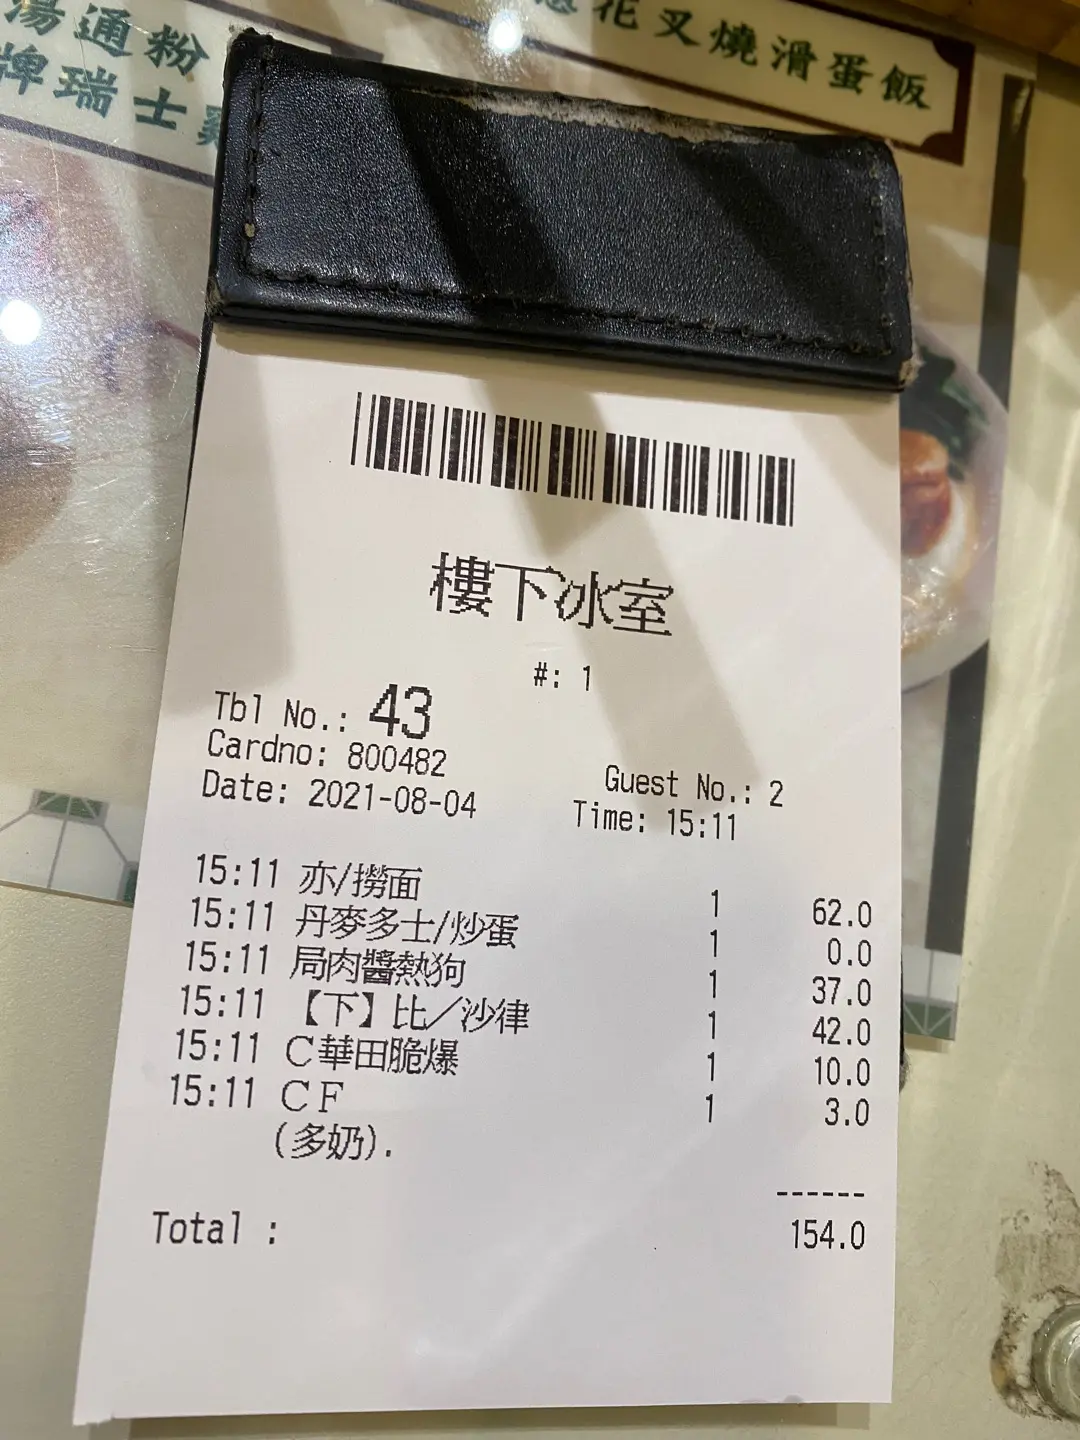 湯通粉
牌瑞士
花叉燒滑蛋飯
樓下冰室
#: 1
Tbl No.: 43
Cardno: 800482
Guest No.: 2
Date: 2021-08-04 Time: 15:11
15:11 亦/撈面 1 62.0
15:11 丹麥多士/炒蛋 1 0.0
15:11 局肉醬熱狗 1 37.0
15:11 【下】比／沙律 1 42.0
15:11 C華田脆爆 1 10.0
15:11 CF 1 3.0
(多奶).
------
Total : 154.0